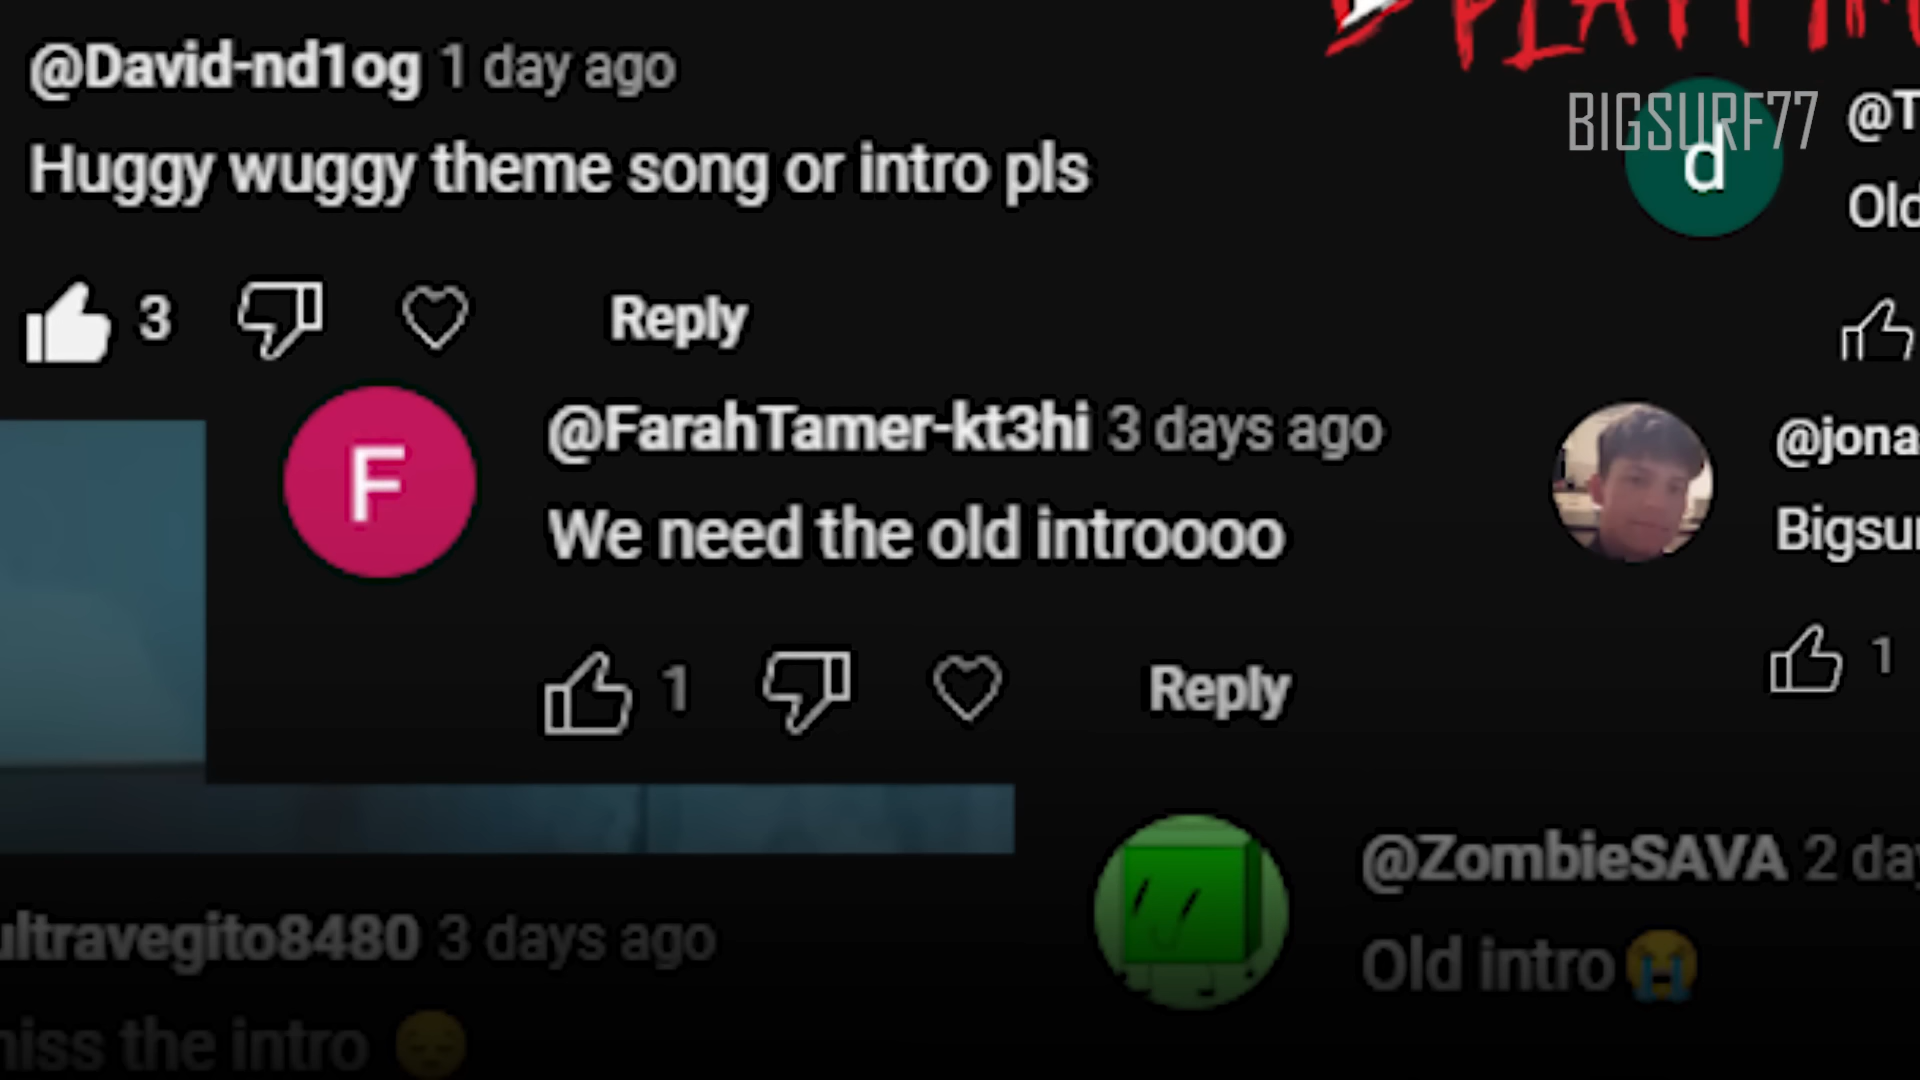 PLAYTIM
@David-nd1og 1 day ago
Huggy wuggy theme song or intro pls
3
Reply
BIGSURF77
d
@T
Old
F
@FarahTamer-kt3hi 3 days ago
We need the old introooo
1
Reply
@jona
Bigsur
1
@ZombieSAVA 2 day
Old intro 😭
ultravegito8480 3 days ago
miss the intro 😔